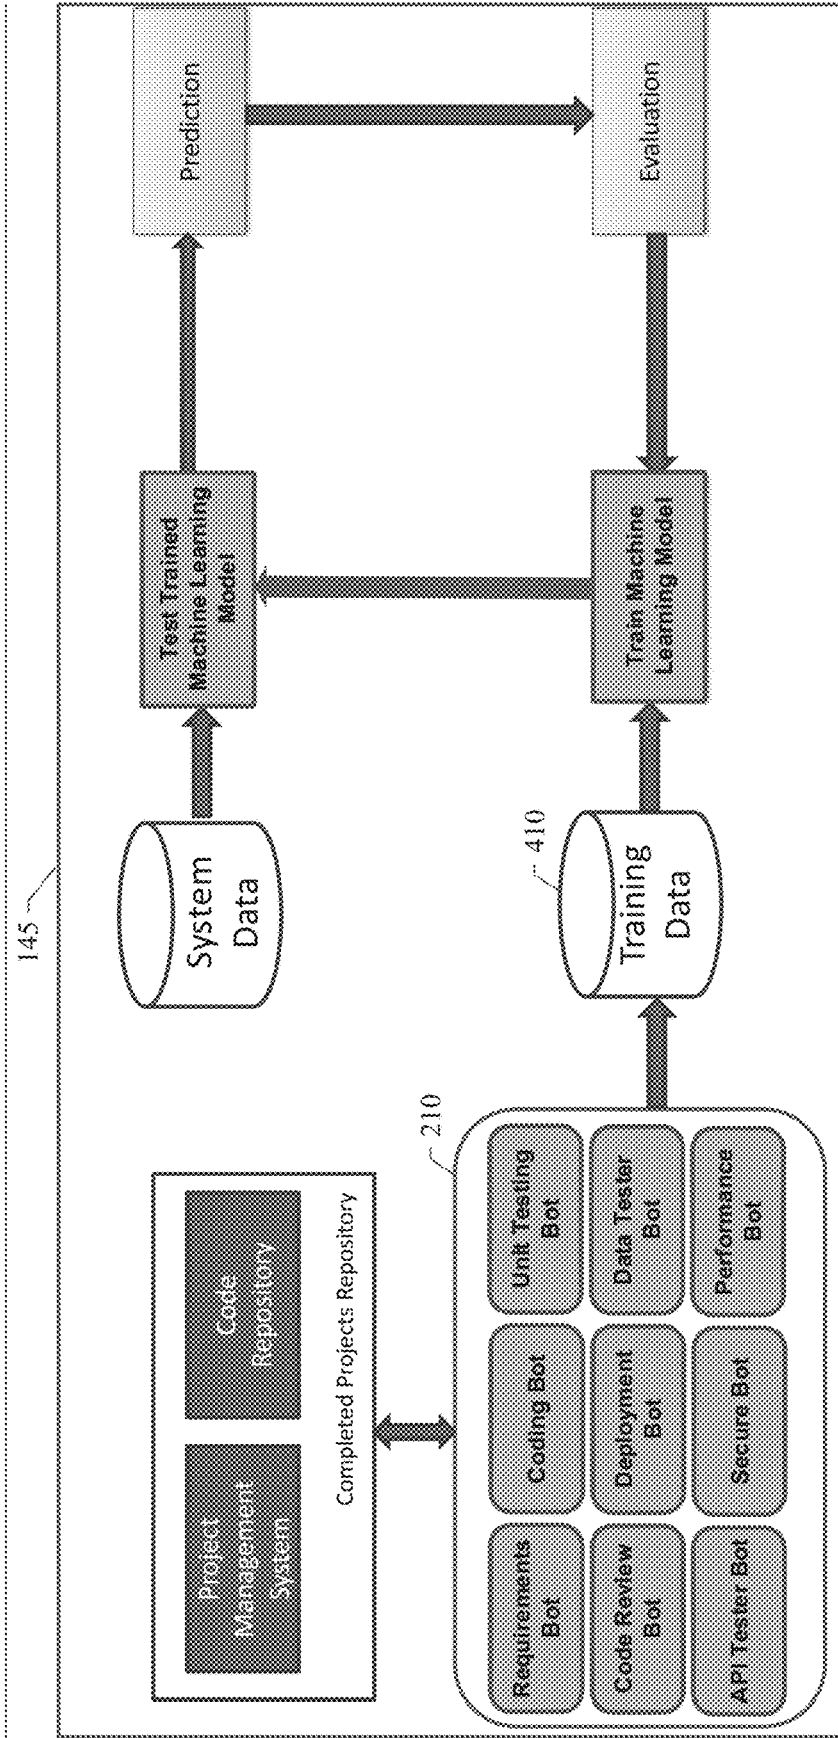 145
Project
Management
System
Code
Repository
Completed Projects Repository
System
Data
Test Trained
Machine Learning
Model
Prediction
210
Requirements
Bot
Coding Bot
Unit Testing
Bot
Code Review
Bot
Deployment
Bot
Data Tester
Bot
API Tester Bot
Secure Bot
Performance
Bot
410
Training
Data
Train Machine
Learning Model
Evaluation